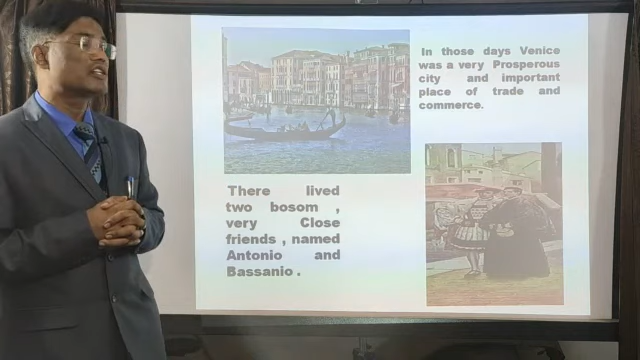 In those days Venice
was a very Prosperous
city and important
place of trade and
commerce.
There lived
two bosom ,
very Close
friends , named
Antonio and
Bassanio .